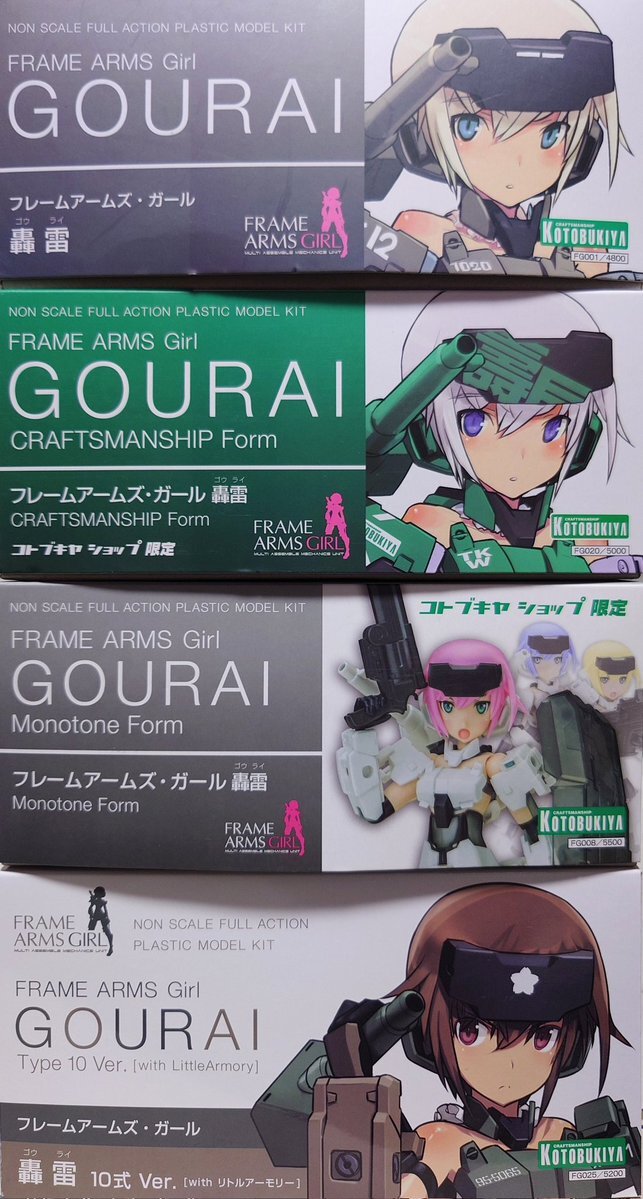 NON SCALE FULL ACTION PLASTIC MODEL KIT
FRAME ARMS Girl
GOURAI
フレームアームズ・ガール
ゴウ ライ
轟雷
FRAME
ARMS GIRL
MULTI ASSEMBLE MECHANICS UNIT
12
1020
CRAFTSMANSHIP
KOTOBUKIYA
FG001/4800
NON SCALE FULL ACTION PLASTIC MODEL KIT
FRAME ARMS Girl
GOURAI
CRAFTSMANSHIP Form
ゴウ ライ
フレームアームズ・ガール 轟雷
CRAFTSMANSHIP Form
コトブキヤ ショップ 限定
FRAME
ARMS GIRL
MULTI ASSEMBLE MECHANICS UNIT
壽
KOTOBUKIYA
CRAFTSMANSHIP
KOTOBUKIYA
FG020/5000
NON SCALE FULL ACTION PLASTIC MODEL KIT
FRAME ARMS Girl
GOURAI
Monotone Form
ゴウ ライ
フレームアームズ・ガール 轟雷
Monotone Form
FRAME
ARMS GIRL
MULTI ASSEMBLE MECHANICS UNIT
コトブキヤ ショップ 限定
CRAFTSMANSHIP
KOTOBUKIYA
FG008/5500
FRAME
ARMS GIRL
MULTI ASSEMBLE MECHANICS UNIT
NON SCALE FULL ACTION
PLASTIC MODEL KIT
FRAME ARMS Girl
GOURAI
Type 10 Ver. [with LittleArmory]
フレームアームズ・ガール
ゴウ ライ
轟雷 10式 Ver. [with リトルアーモリー]
95-5065
CRAFTSMANSHIP
KOTOBUKIYA
FG025/5200